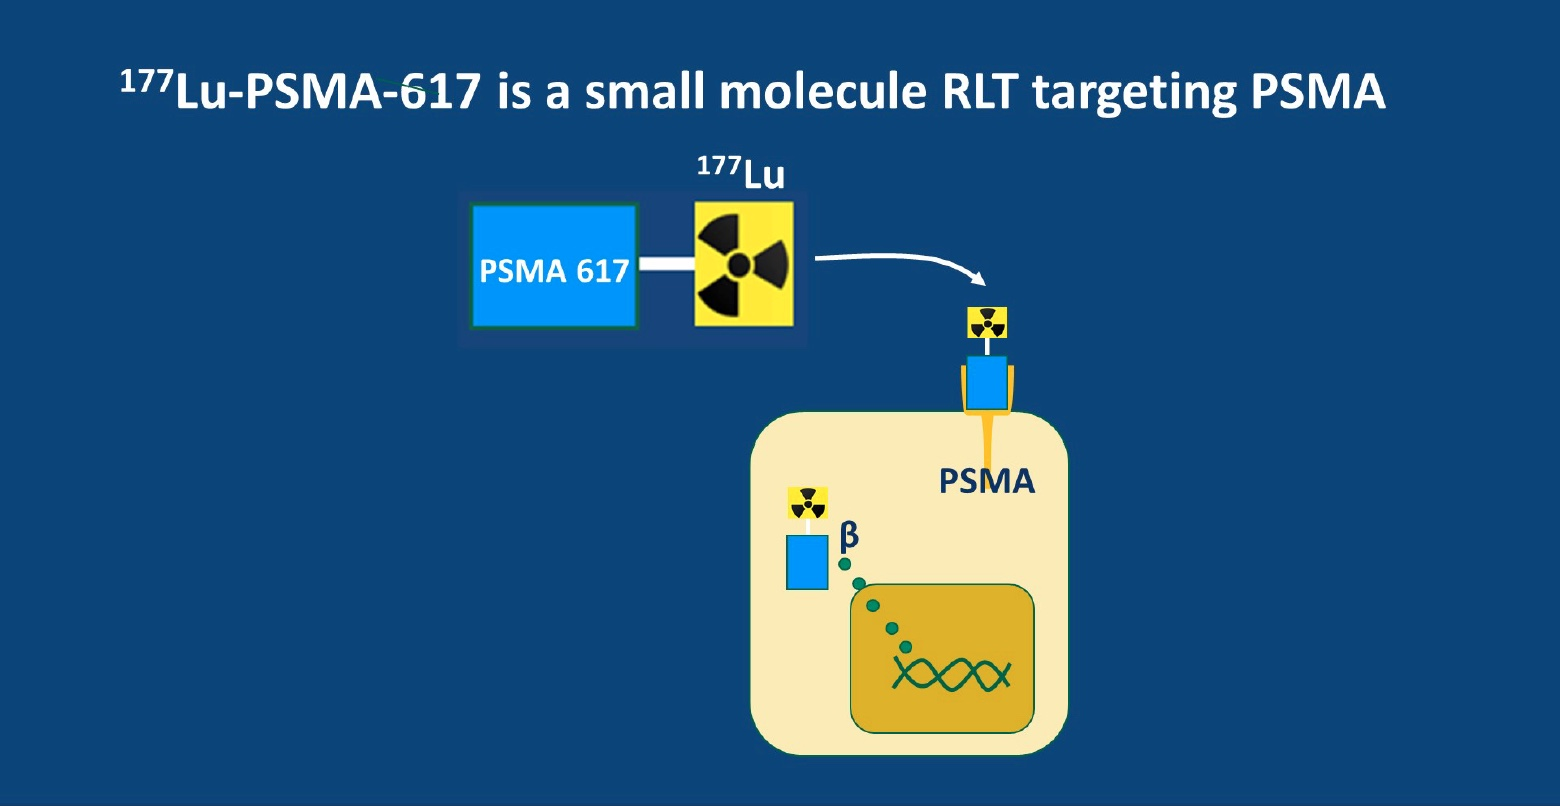 ¹⁷⁷Lu-PSMA-617 is a small molecule RLT targeting PSMA
¹⁷⁷Lu
PSMA 617
PSMA
β